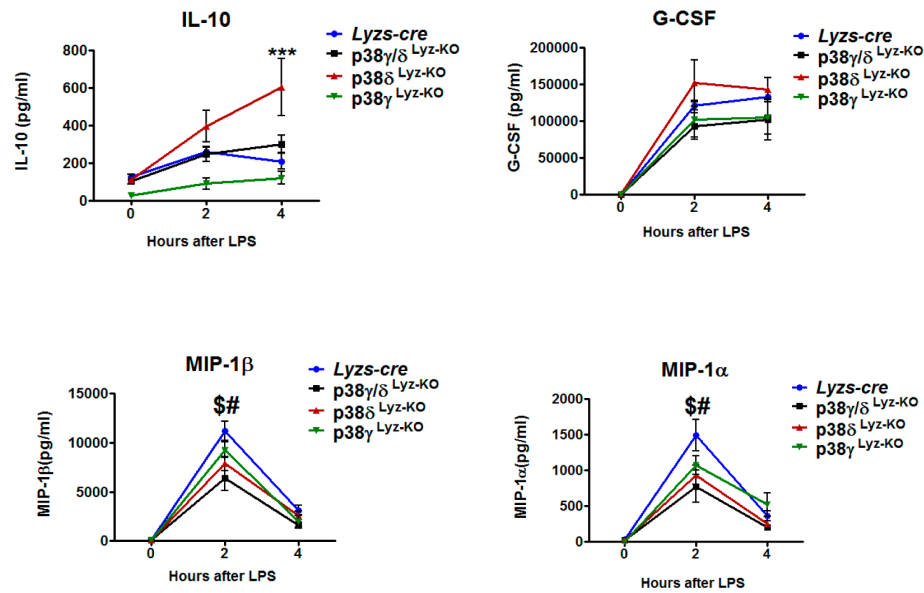 IL-10
IL-10 (pg/ml)
800
600
400
200
0
***
0 2 4
Hours after LPS
Lyzs-cre
p38γ/δ Lyz-KO
p38δ Lyz-KO
p38γ Lyz-KO
G-CSF
G-CSF (pg/ml)
200000
150000
100000
50000
0
0 2 4
Hours after LPS
Lyzs-cre
p38γ/δ Lyz-KO
p38δ Lyz-KO
p38γ Lyz-KO
MIP-1β
MIP-1β(pg/ml)
15000
10000
5000
0
$#
0 2 4
Hours after LPS
Lyzs-cre
p38γ/δ Lyz-KO
p38δ Lyz-KO
p38γ Lyz-KO
MIP-1α
MIP-1α(pg/ml)
2000
1500
1000
500
0
$#
0 2 4
Hours after LPS
Lyzs-cre
p38γ/δ Lyz-KO
p38δ Lyz-KO
p38γ Lyz-KO